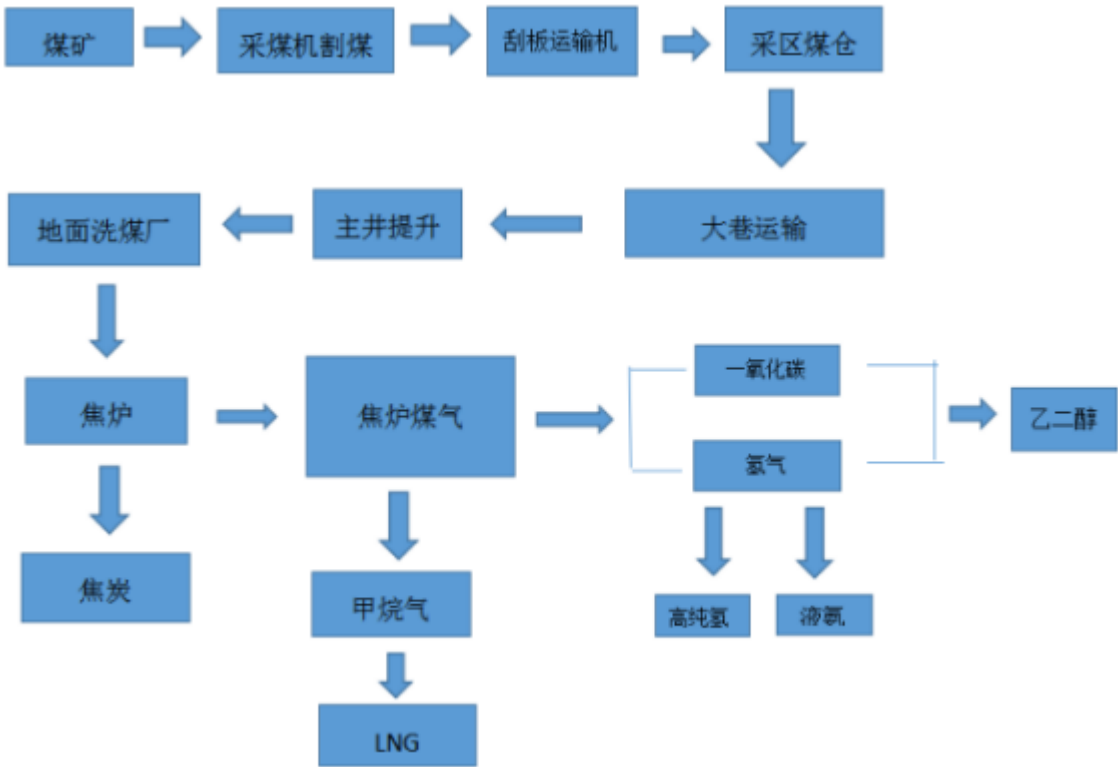 煤矿
采煤机割煤
刮板运输机
采区煤仓
大巷运输
主井提升
地面洗煤厂
焦炉
焦炉煤气
一氧化碳
氢气
乙二醇
焦炭
甲烷气
高纯氢
液氨
LNG